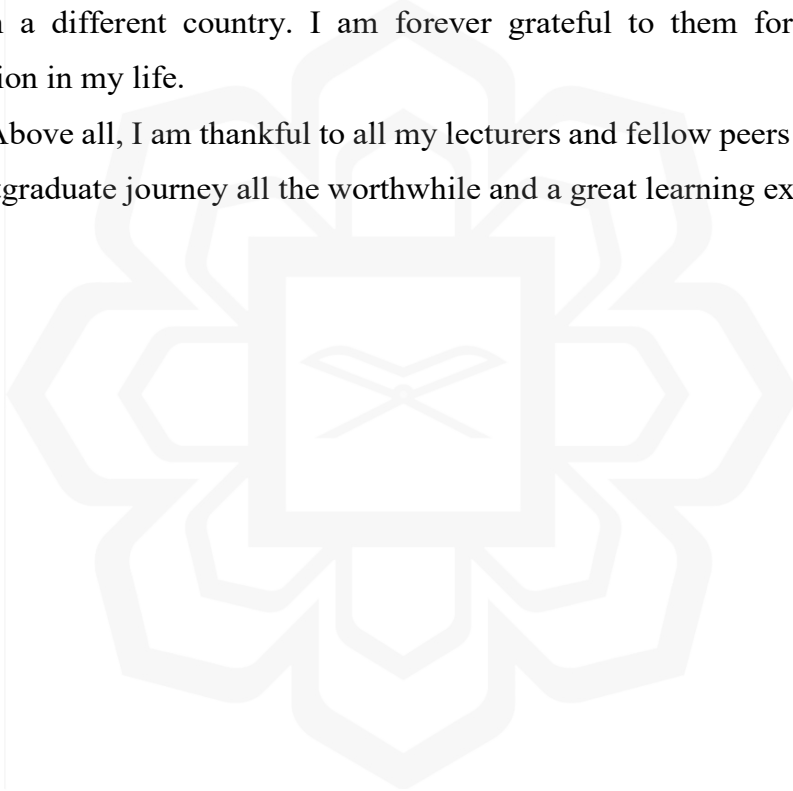 a different country. I am forever grateful to them for
ion in my life.
Above all, I am thankful to all my lecturers and fellow peers
graduate journey all the worthwhile and a great learning ex